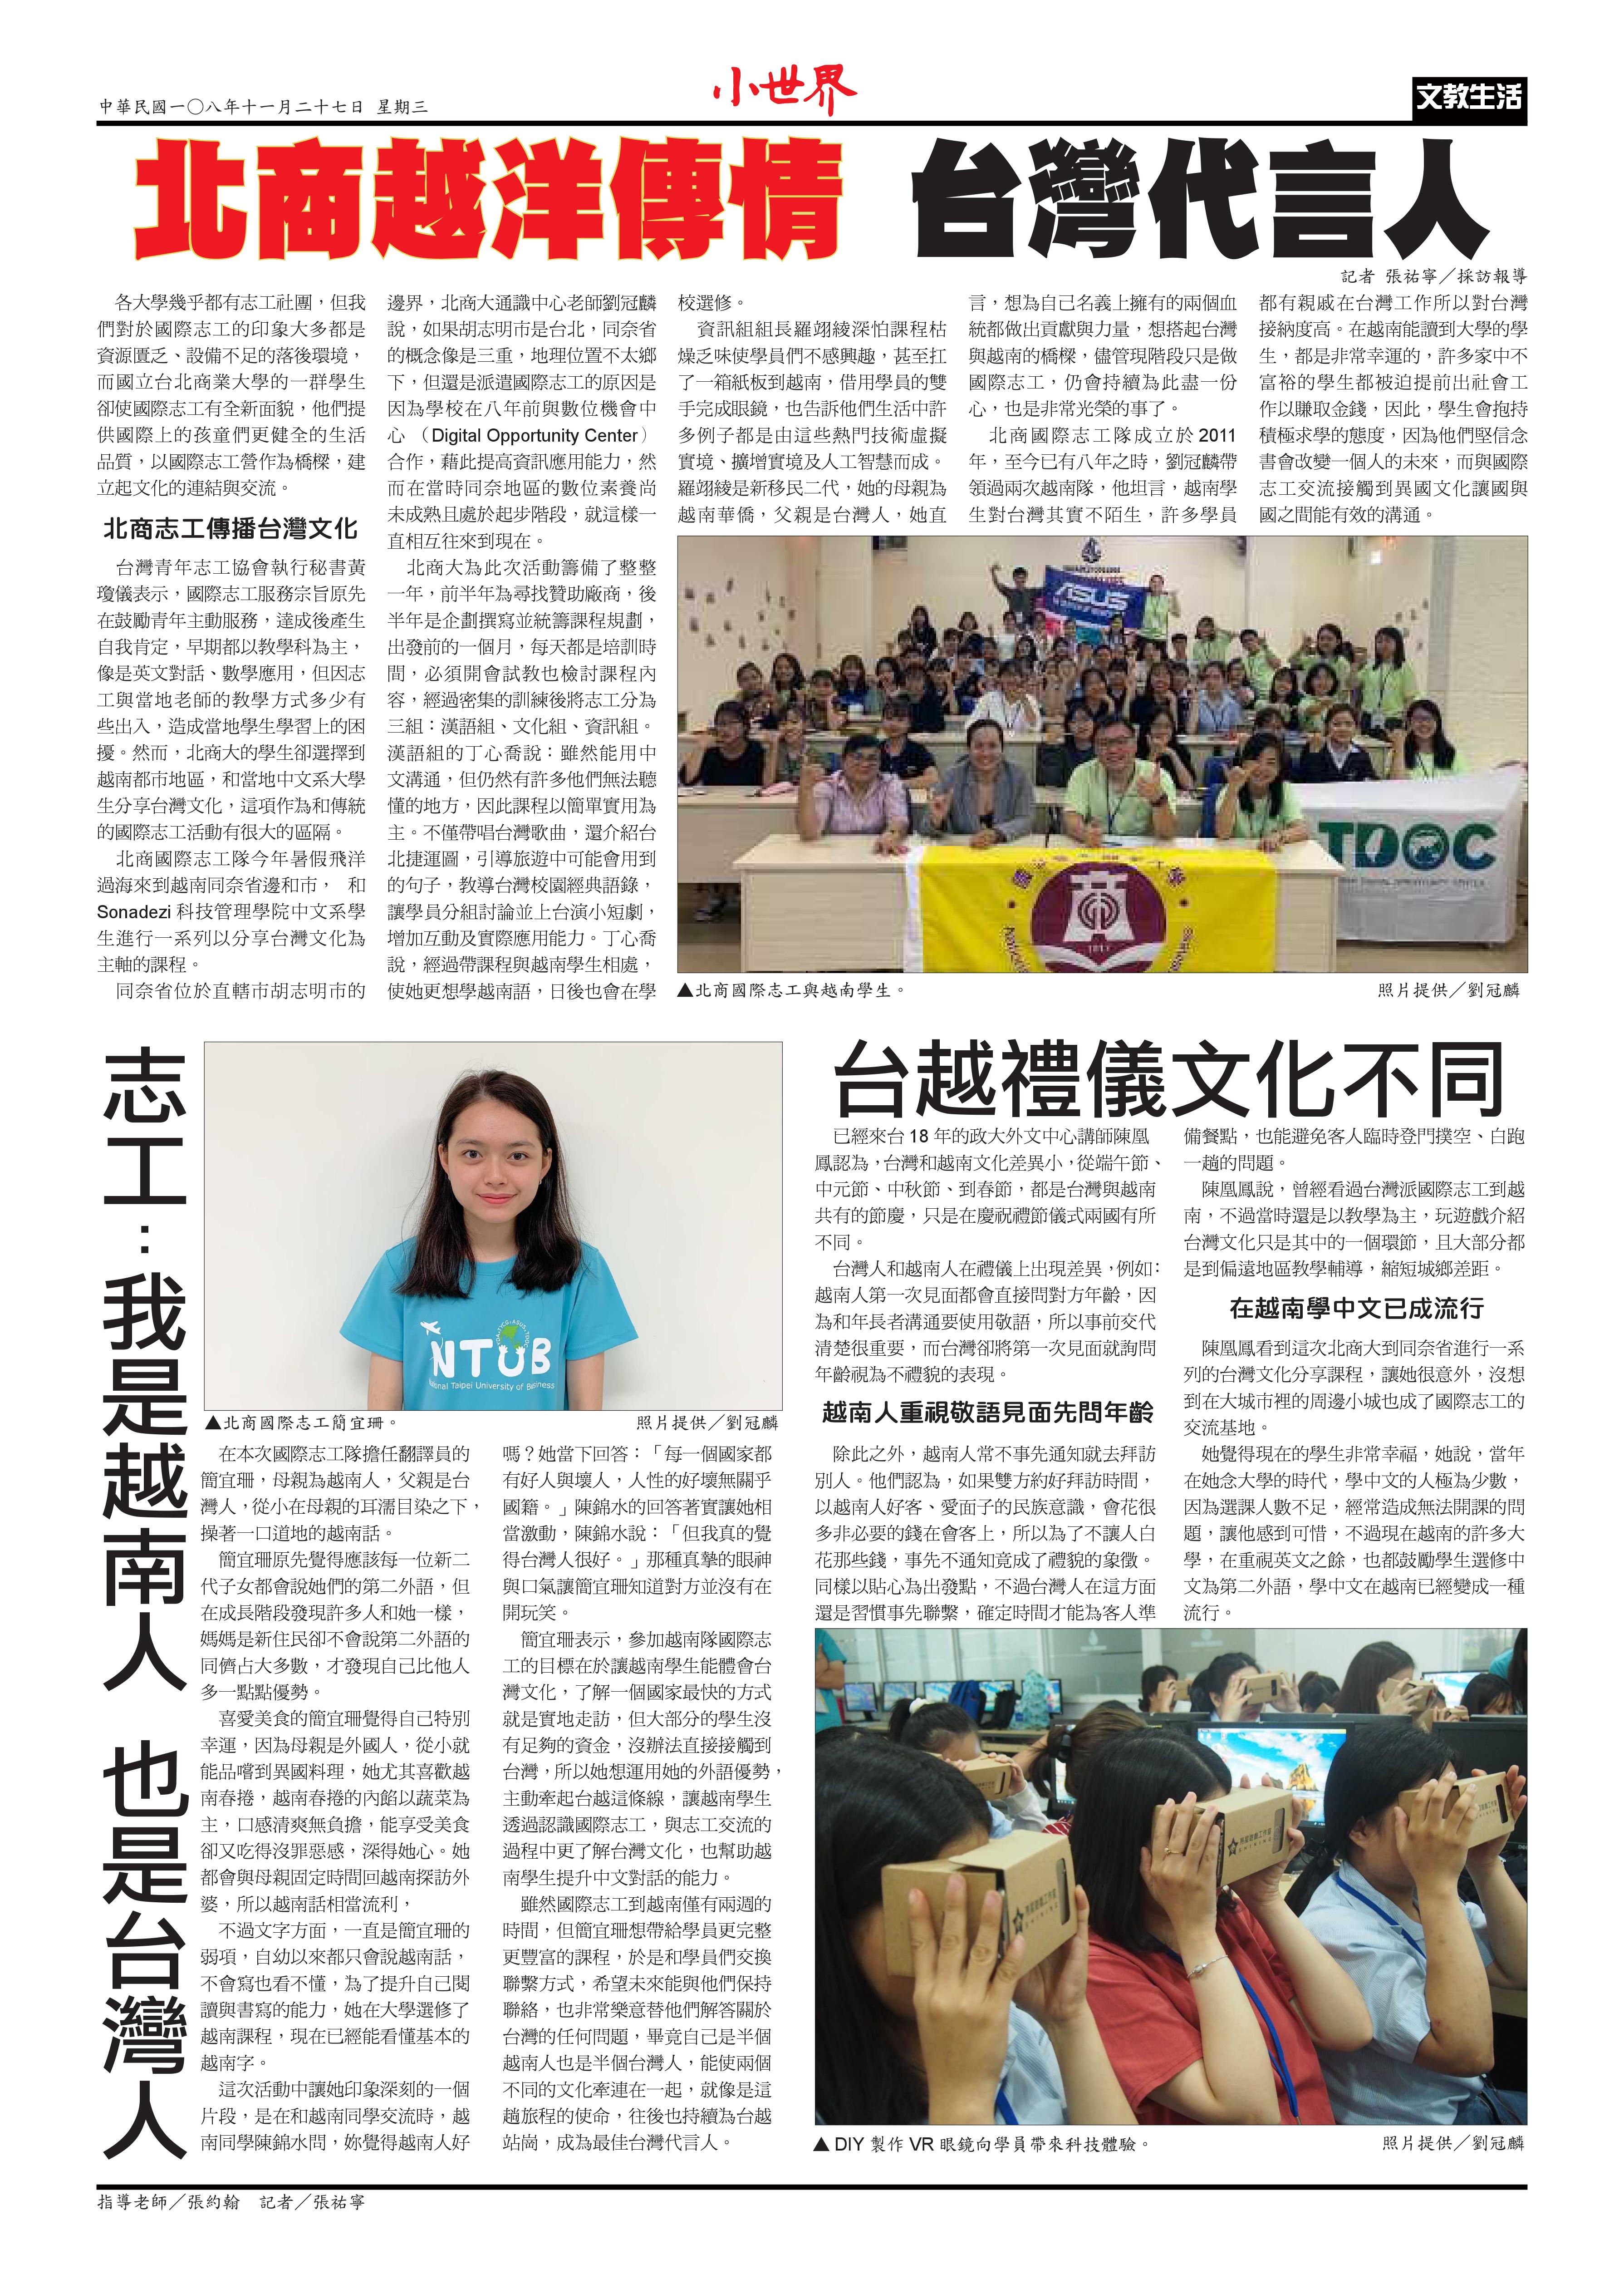 中華民國一〇八年十一月二十七日 星期三
小世界
文教生活
北商越洋傳情 台灣代言人
記者 張祐寧／採訪報導
各大學幾乎都有志工社團，但我
們對於國際志工的印象大多都是
資源匱乏、設備不足的落後環境，
而國立台北商業大學的一群學生
卻使國際志工有全新面貌，他們提
供國際上的孩童們更健全的生活
品質，以國際志工營作為橋樑，建
立起文化的連結與交流。
北商志工傳播台灣文化
台灣青年志工協會執行秘書黃
瓊儀表示，國際志工服務宗旨原先
在鼓勵青年主動服務，達成後產生
自我肯定，早期都以教學科為主，
像是英文對話、數學應用，但因志
工與當地老師的教學方式多少有
些出入，造成當地學生學習上的困
擾。然而，北商大的學生卻選擇到
越南都市地區，和當地中文系大學
生分享台灣文化，這項作為和傳統
的國際志工活動有很大的區隔。
北商國際志工隊今年暑假飛洋
過海來到越南同奈省邊和市， 和
Sonadezi 科技管理學院中文系學
生進行一系列以分享台灣文化為
主軸的課程。
同奈省位於直轄市胡志明市的
邊界，北商大通識中心老師劉冠麟
說，如果胡志明市是台北，同奈省
的概念像是三重，地理位置不太鄉
下，但還是派遣國際志工的原因是
因為學校在八年前與數位機會中
心 （Digital Opportunity Center）
合作，藉此提高資訊應用能力，然
而在當時同奈地區的數位素養尚
未成熟且處於起步階段，就這樣一
直相互往來到現在。
北商大為此次活動籌備了整整
一年，前半年為尋找贊助廠商，後
半年是企劃撰寫並統籌課程規劃，
出發前的一個月，每天都是培訓時
間，必須開會試教也檢討課程內
容，經過密集的訓練後將志工分為
三組：漢語組、文化組、資訊組。
漢語組的丁心喬說：雖然能用中
文溝通，但仍然有許多他們無法聽
懂的地方，因此課程以簡單實用為
主。不僅帶唱台灣歌曲，還介紹台
北捷運圖，引導旅遊中可能會用到
的句子，教導台灣校園經典語錄，
讓學員分組討論並上台演小短劇，
增加互動及實際應用能力。丁心喬
說，經過帶課程與越南學生相處，
使她更想學越南語，日後也會在學
校選修。
資訊組組長羅翊綾深怕課程枯
燥乏味使學員們不感興趣，甚至扛
了一箱紙板到越南，借用學員的雙
手完成眼鏡，也告訴他們生活中許
多例子都是由這些熱門技術虛擬
實境、擴增實境及人工智慧而成。
羅翊綾是新移民二代，她的母親為
越南華僑，父親是台灣人，她直
言，想為自己名義上擁有的兩個血
統都做出貢獻與力量，想搭起台灣
與越南的橋樑，儘管現階段只是做
國際志工，仍會持續為此盡一份
心，也是非常光榮的事了。
北商國際志工隊成立於 2011
年，至今已有八年之時，劉冠麟帶
領過兩次越南隊，他坦言，越南學
生對台灣其實不陌生，許多學員
都有親戚在台灣工作所以對台灣
接納度高。在越南能讀到大學的學
生，都是非常幸運的，許多家中不
富裕的學生都被迫提前出社會工
作以賺取金錢，因此，學生會抱持
積極求學的態度，因為他們堅信念
書會改變一個人的未來，而與國際
志工交流接觸到異國文化讓國與
國之間能有效的溝通。
ASUS
TDOC
▲北商國際志工與越南學生。
照片提供／劉冠麟
志工：我是越南人 也是台灣人
NTUB
National Taipei University of Business
▲北商國際志工簡宜珊。
照片提供／劉冠麟
在本次國際志工隊擔任翻譯員的
簡宜珊，母親為越南人，父親是台
灣人，從小在母親的耳濡目染之下，
操著一口道地的越南話。
簡宜珊原先覺得應該每一位新二
代子女都會說她們的第二外語，但
在成長階段發現許多人和她一樣，
媽媽是新住民卻不會說第二外語的
同儕占大多數，才發現自己比他人
多一點點優勢。
喜愛美食的簡宜珊覺得自己特別
幸運，因為母親是外國人，從小就
能品嚐到異國料理，她尤其喜歡越
南春捲，越南春捲的內餡以蔬菜為
主，口感清爽無負擔，能享受美食
卻又吃得沒罪惡感，深得她心。她
都會與母親固定時間回越南探訪外
婆，所以越南話相當流利，
不過文字方面，一直是簡宜珊的
弱項，自幼以來都只會說越南話，
不會寫也看不懂，為了提升自己閱
讀與書寫的能力，她在大學選修了
越南課程，現在已經能看懂基本的
越南字。
這次活動中讓她印象深刻的一個
片段，是在和越南同學交流時，越
南同學陳錦水問，妳覺得越南人好
嗎？她當下回答：「每一個國家都
有好人與壞人，人性的好壞無關乎
國籍。」陳錦水的回答著實讓她相
當激動，陳錦水說：「但我真的覺
得台灣人很好。」那種真摯的眼神
與口氣讓簡宜珊知道對方並沒有在
開玩笑。
簡宜珊表示，參加越南隊國際志
工的目標在於讓越南學生能體會台
灣文化，了解一個國家最快的方式
就是實地走訪，但大部分的學生沒
有足夠的資金，沒辦法直接接觸到
台灣，所以她想運用她的外語優勢，
主動牽起台越這條線，讓越南學生
透過認識國際志工，與志工交流的
過程中更了解台灣文化，也幫助越
南學生提升中文對話的能力。
雖然國際志工到越南僅有兩週的
時間，但簡宜珊想帶給學員更完整
更豐富的課程，於是和學員們交換
聯繫方式，希望未來能與他們保持
聯絡，也非常樂意替他們解答關於
台灣的任何問題，畢竟自己是半個
越南人也是半個台灣人，能使兩個
不同的文化牽連在一起，就像是這
趟旅程的使命，往後也持續為台越
站崗，成為最佳台灣代言人。
台越禮儀文化不同
已經來台 18 年的政大外文中心講師陳凰
鳳認為，台灣和越南文化差異小，從端午節、
中元節、中秋節、到春節，都是台灣與越南
共有的節慶，只是在慶祝禮節儀式兩國有所
不同。
台灣人和越南人在禮儀上出現差異，例如：
越南人第一次見面都會直接問對方年齡，因
為和年長者溝通要使用敬語，所以事前交代
清楚很重要，而台灣卻將第一次見面就詢問
年齡視為不禮貌的表現。
越南人重視敬語見面先問年齡
除此之外，越南人常不事先通知就去拜訪
別人。他們認為，如果雙方約好拜訪時間，
以越南人好客、愛面子的民族意識，會花很
多非必要的錢在會客上，所以為了不讓人白
花那些錢，事先不通知竟成了禮貌的象徵。
同樣以貼心為出發點，不過台灣人在這方面
還是習慣事先聯繫，確定時間才能為客人準
備餐點，也能避免客人臨時登門撲空、白跑
一趟的問題。
陳凰鳳說，曾經看過台灣派國際志工到越
南，不過當時還是以教學為主，玩遊戲介紹
台灣文化只是其中的一個環節，且大部分都
是到偏遠地區教學輔導，縮短城鄉差距。
在越南學中文已成流行
陳凰鳳看到這次北商大到同奈省進行一系
列的台灣文化分享課程，讓她很意外，沒想
到在大城市裡的周邊小城也成了國際志工的
交流基地。
她覺得現在的學生非常幸福，她說，當年
在她念大學的時代，學中文的人極為少數，
因為選課人數不足，經常造成無法開課的問
題，讓他感到可惜，不過現在越南的許多大
學，在重視英文之餘，也都鼓勵學生選修中
文為第二外語，學中文在越南已經變成一種
流行。
▲ DIY 製作 VR 眼鏡向學員帶來科技體驗。
照片提供／劉冠麟
指導老師／張約翰 記者／張祐寧